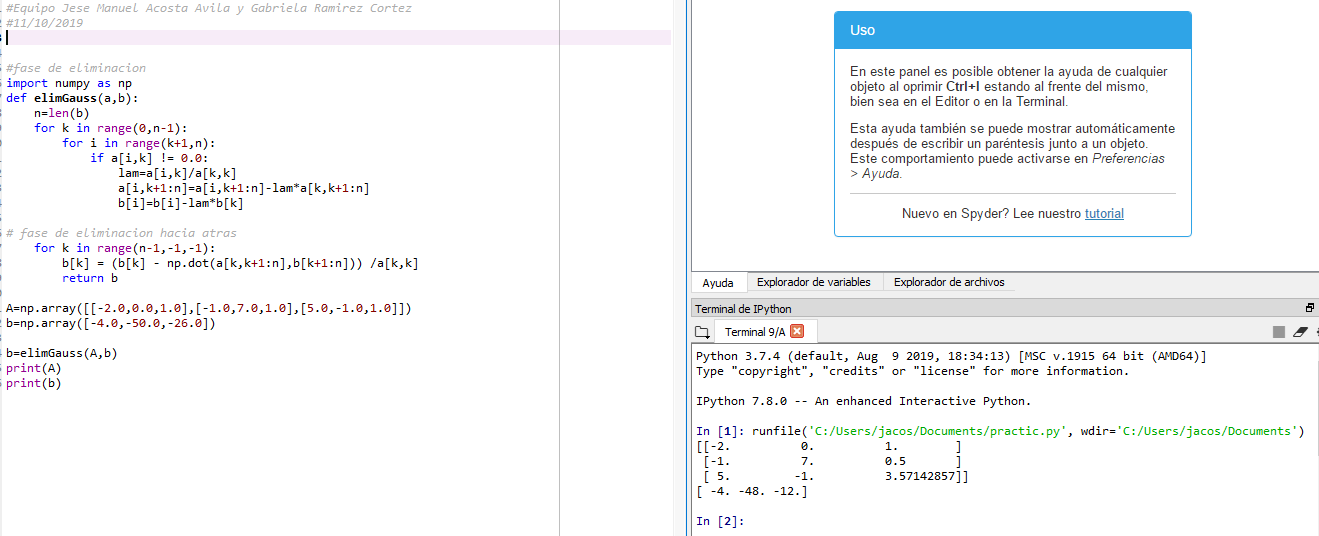 #Equipo Jese Manuel Acosta Avila y Gabriela Ramirez Cortez
#11/10/2019
#fase de eliminacion
import numpy as np
def elimGauss(a,b):
    n=len(b)
    for k in range(0,n-1):
        for i in range(k+1,n):
            if a[i,k] != 0.0:
                lam=a[i,k]/a[k,k]
                a[i,k+1:n]=a[i,k+1:n]-lam*a[k,k+1:n]
                b[i]=b[i]-lam*b[k]
# fase de eliminacion hacia atras
    for k in range(n-1,-1,-1):
        b[k] = (b[k] - np.dot(a[k,k+1:n],b[k+1:n])) /a[k,k]
        return b
A=np.array([[-2.0,0.0,1.0],[-1.0,7.0,1.0],[5.0,-1.0,1.0]])
b=np.array([-4.0,-50.0,-26.0])
b=elimGauss(A,b)
print(A)
print(b)
Uso
En este panel es posible obtener la ayuda de cualquier
objeto al oprimir Ctrl+I estando al frente del mismo,
bien sea en el Editor o en la Terminal.
Esta ayuda también se puede mostrar automáticamente
después de escribir un paréntesis junto a un objeto.
Este comportamiento puede activarse en Preferencias
> Ayuda.
Nuevo en Spyder? Lee nuestro tutorial
Ayuda Explorador de variables Explorador de archivos
Terminal de IPython
Terminal 9/A
Python 3.7.4 (default, Aug  9 2019, 18:34:13) [MSC v.1915 64 bit (AMD64)]
Type "copyright", "credits" or "license" for more information.
IPython 7.8.0 -- An enhanced Interactive Python.
In [1]: runfile('C:/Users/jacos/Documents/practic.py', wdir='C:/Users/jacos/Documents')
[[-2.          0.          1.        ]
 [-1.          7.          0.5       ]
 [ 5.         -1.          3.57142857]]
[ -4. -48. -12.]
In [2]: